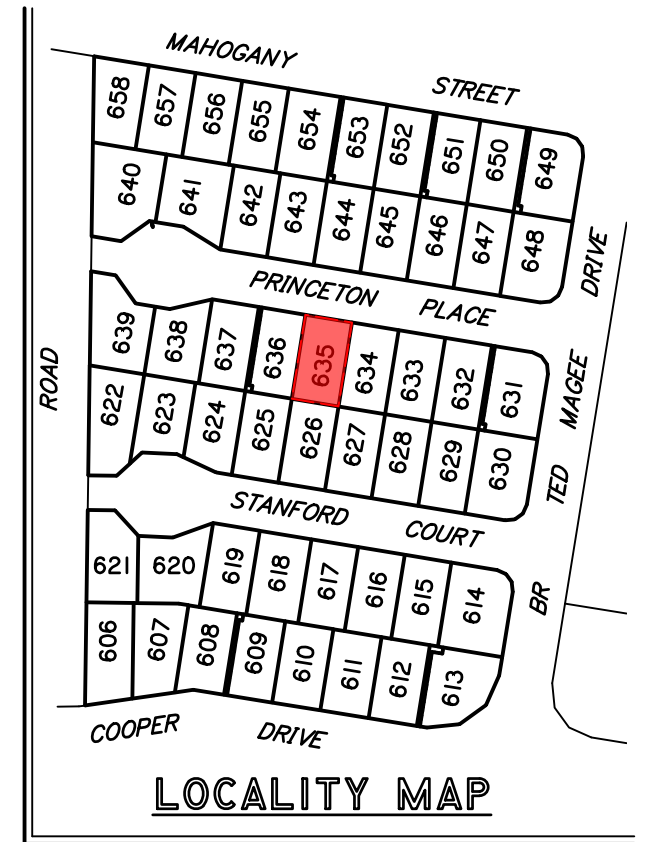 MAHOGANY STREET
658 657 656 655 654 653 652 651 650 649
640 641 642 643 644 645 646 647 648
PRINCETON PLACE
DRIVE
639 638 637 636 635 634 633 632 631
ROAD
MAGEE
622 623 624 625 626 627 628 629 630
TED
STANFORD COURT
621 620 619 618 617 616 615 614
BR
606 607 608 609 610 611 612 613
COOPER DRIVE
LOCALITY MAP